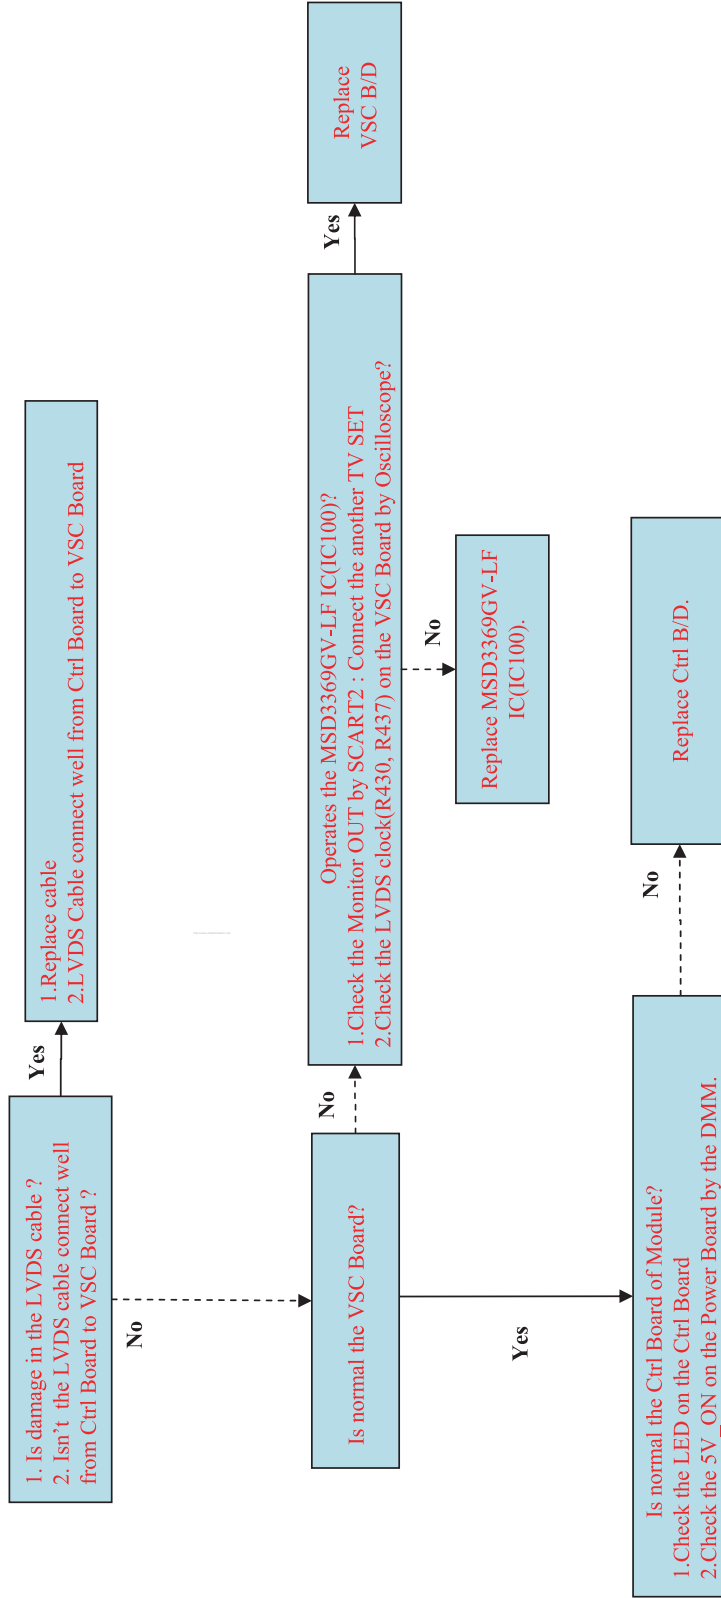 1. Is damage in the LVDS cable ?
2. Isn't the LVDS cable connect well
from Ctrl Board to VSC Board ?
Yes
1.Replace cable
2.LVDS Cable connect well from Ctrl Board to VSC Board
No
Is normal the VSC Board?
No
Operates the MSD3369GV-LF IC(IC100)?
1.Check the Monitor OUT by SCART2 : Connect the another TV SET
2.Check the LVDS clock(R430, R437) on the VSC Board by Oscilloscope?
Yes
Replace
VSC B/D
No
Replace MSD3369GV-LF
IC(IC100).
Yes
Is normal the Ctrl Board of Module?
1.Check the LED on the Ctrl Board
2.Check the 5V_ON on the Power Board by the DMM.
No
Replace Ctrl B/D.